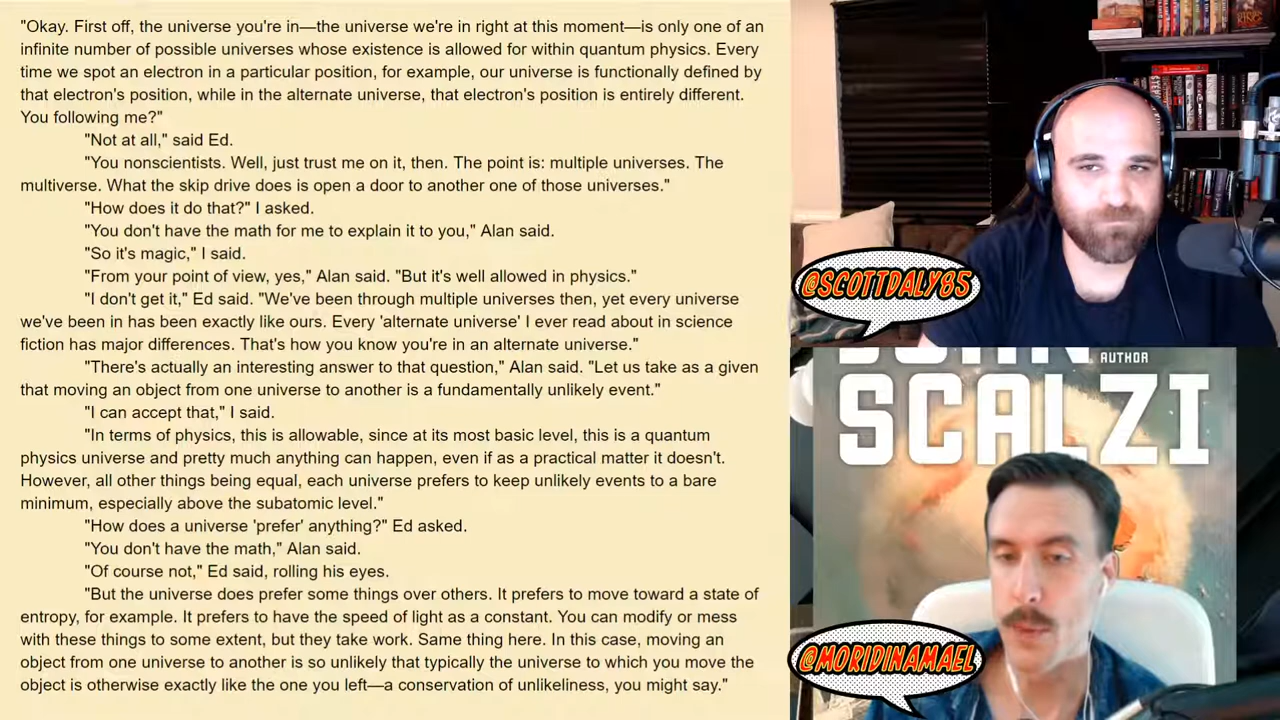 "Okay. First off, the universe you're in—the universe we're in right at this moment—is only one of an
infinite number of possible universes whose existence is allowed for within quantum physics. Every
time we spot an electron in a particular position, for example, our universe is functionally defined by
that electron's position, while in the alternate universe, that electron's position is entirely different.
You following me?"
"Not at all," said Ed.
"You nonscientists. Well, just trust me on it, then. The point is: multiple universes. The
multiverse. What the skip drive does is open a door to another one of those universes."
"How does it do that?" I asked.
"You don't have the math for me to explain it to you," Alan said.
"So it's magic," I said.
"From your point of view, yes," Alan said. "But it's well allowed in physics."
"I don't get it," Ed said. "We've been through multiple universes then, yet every universe
we've been in has been exactly like ours. Every 'alternate universe' I ever read about in science
fiction has major differences. That's how you know you're in an alternate universe."
"There's actually an interesting answer to that question," Alan said. "Let us take as a given
that moving an object from one universe to another is a fundamentally unlikely event."
"I can accept that," I said.
"In terms of physics, this is allowable, since at its most basic level, this is a quantum
physics universe and pretty much anything can happen, even if as a practical matter it doesn't.
However, all other things being equal, each universe prefers to keep unlikely events to a bare
minimum, especially above the subatomic level."
"How does a universe 'prefer' anything?" Ed asked.
"You don't have the math," Alan said.
"Of course not," Ed said, rolling his eyes.
"But the universe does prefer some things over others. It prefers to move toward a state of
entropy, for example. It prefers to have the speed of light as a constant. You can modify or mess
with these things to some extent, but they take work. Same thing here. In this case, moving an
object from one universe to another is so unlikely that typically the universe to which you move the
object is otherwise exactly like the one you left—a conservation of unlikeliness, you might say."
@SCOTTDALY85
JOHN
AUTHOR
SCALZI
@MORIDINAMAEL